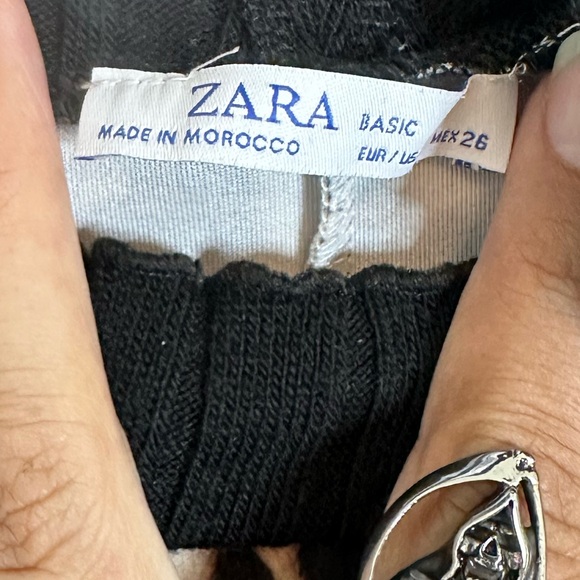 ZARA BASIC
MADE IN MOROCCO
EUR / US
MEX 26